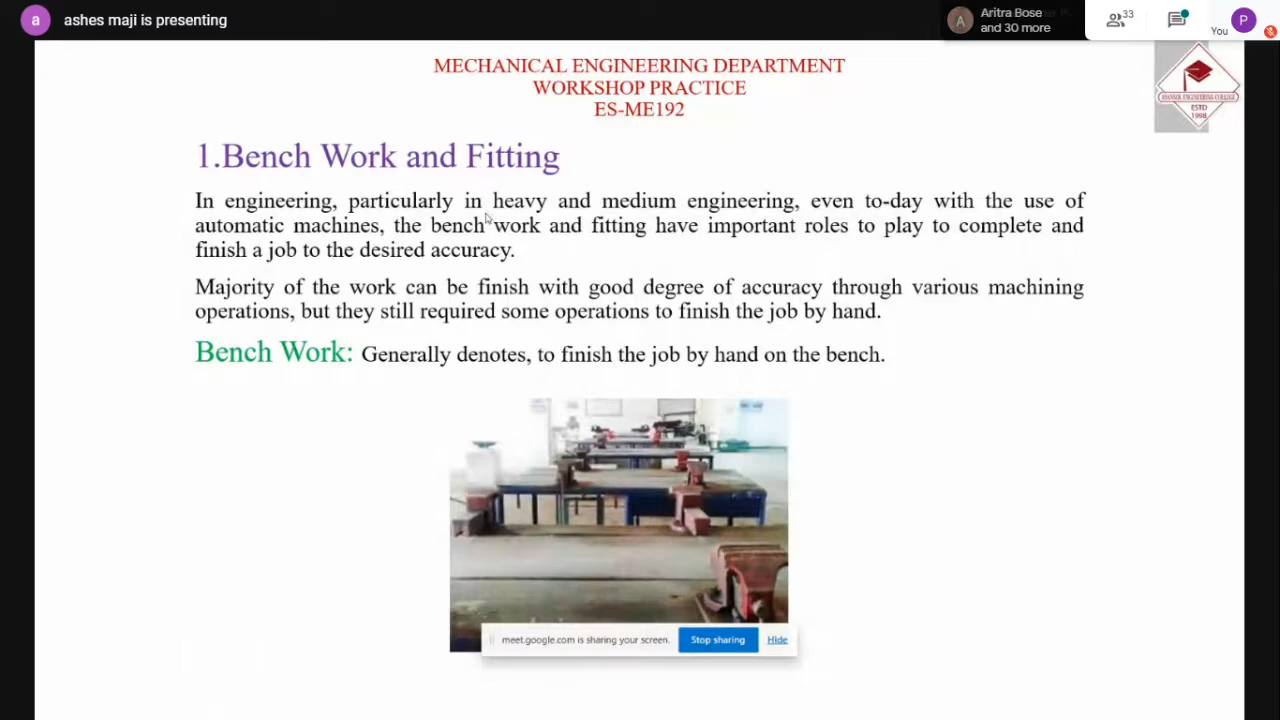 a ashes maji is presenting
A Aritra Bose
and 30 more
33
You P
MECHANICAL ENGINEERING DEPARTMENT
WORKSHOP PRACTICE
ES-ME192
ESTD
1998
1.Bench Work and Fitting
In engineering, particularly in heavy and medium engineering, even to-day with the use of
automatic machines, the bench work and fitting have important roles to play to complete and
finish a job to the desired accuracy.
Majority of the work can be finish with good degree of accuracy through various machining
operations, but they still required some operations to finish the job by hand.
Bench Work: Generally denotes, to finish the job by hand on the bench.
meet.google.com is sharing your screen. Stop sharing Hide